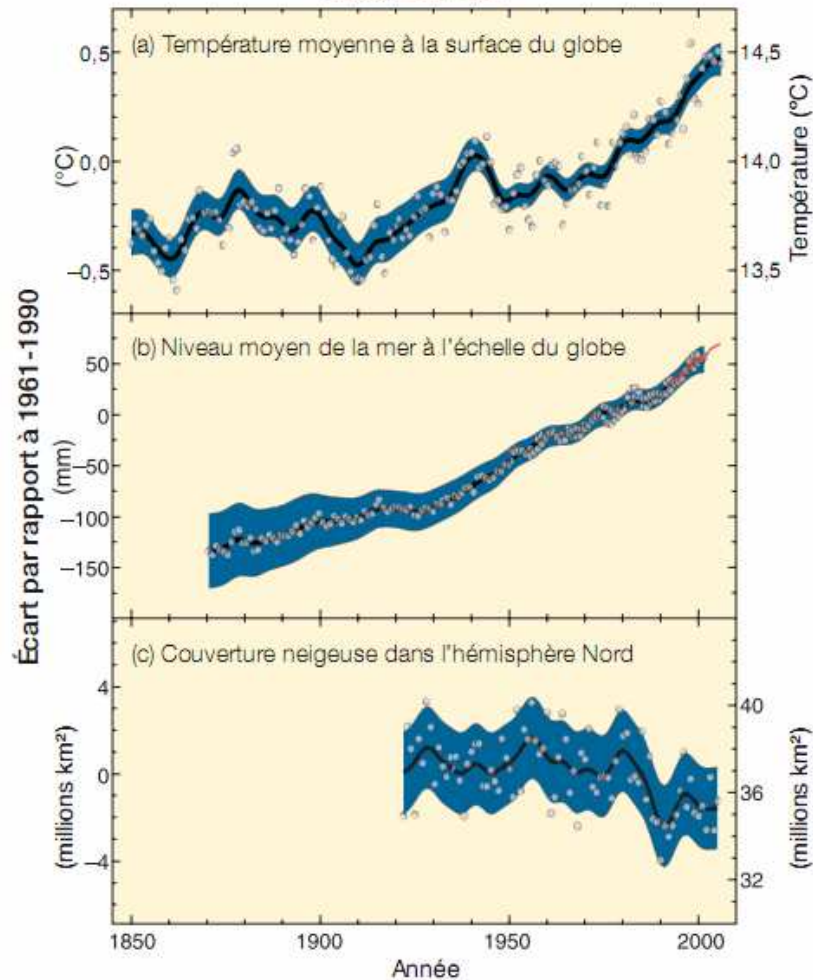 (a) Température moyenne à la surface du globe
0,5
0,0
−0,5
(°C)
14,5
14,0
13,5
Température (°C)
(b) Niveau moyen de la mer à l'échelle du globe
50
0
−50
−100
−150
(mm)
Écart par rapport à 1961-1990
(c) Couverture neigeuse dans l'hémisphère Nord
4
0
−4
(millions km²)
40
36
32
(millions km²)
1850
1900
1950
2000
Année